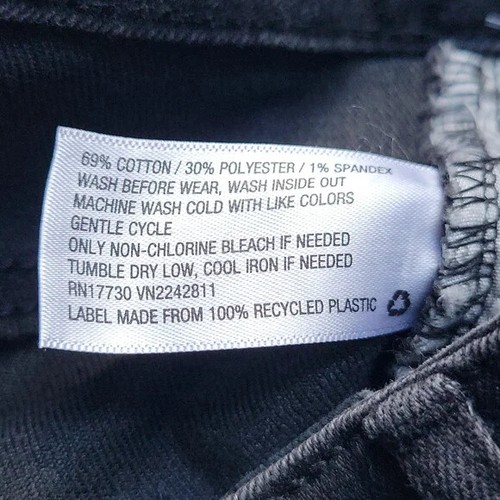 69% COTTON / 30% POLYESTER / 1% SPANDEX
WASH BEFORE WEAR, WASH INSIDE OUT
MACHINE WASH COLD WITH LIKE COLORS
GENTLE CYCLE
ONLY NON-CHLORINE BLEACH IF NEEDED
TUMBLE DRY LOW, COOL IRON IF NEEDED
RN17730 VN2242811
LABEL MADE FROM 100% RECYCLED PLASTIC